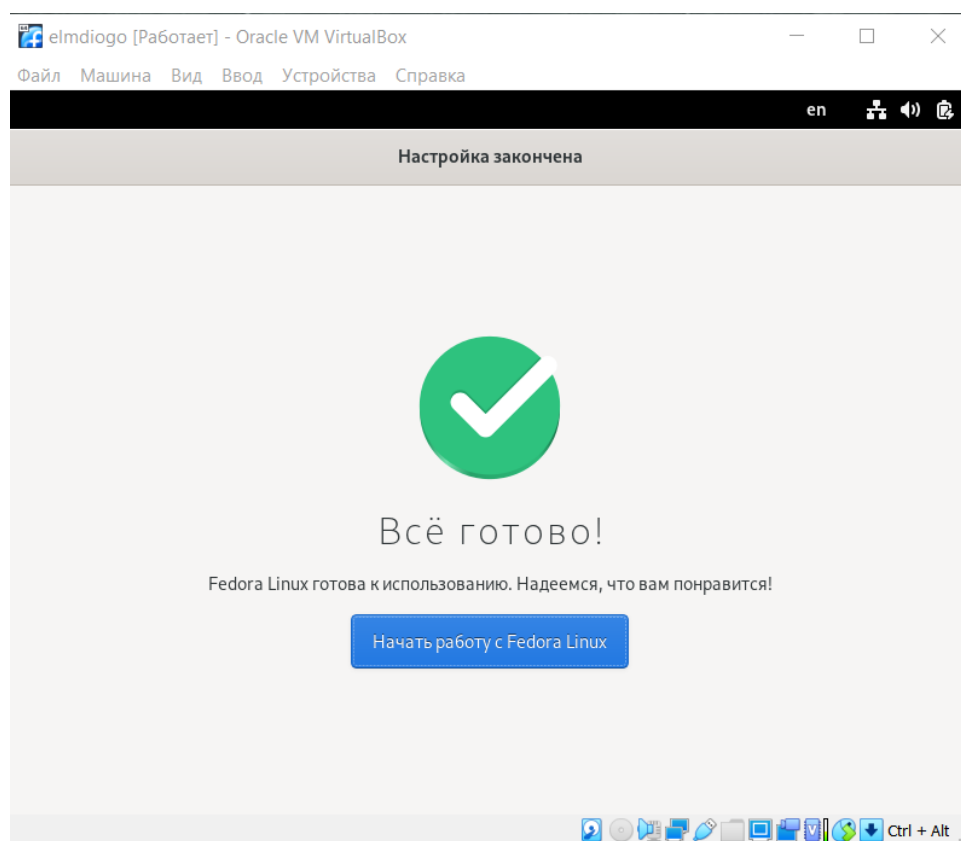 elmdiogo [Работает] - Oracle VM VirtualBox
Файл Машина Вид Ввод Устройства Справка
en
Настройка закончена
Всё готово!
Fedora Linux готова к использованию. Надеемся, что вам понравится!
Начать работу с Fedora Linux
Ctrl + Alt